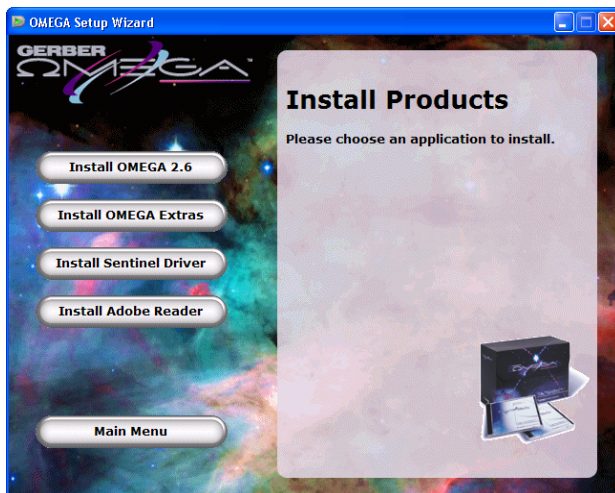 OMEGA Setup Wizard
GERBER
ΩMEGA™
Install Products
Please choose an application to install.
Install OMEGA 2.6
Install OMEGA Extras
Install Sentinel Driver
Install Adobe Reader
Main Menu